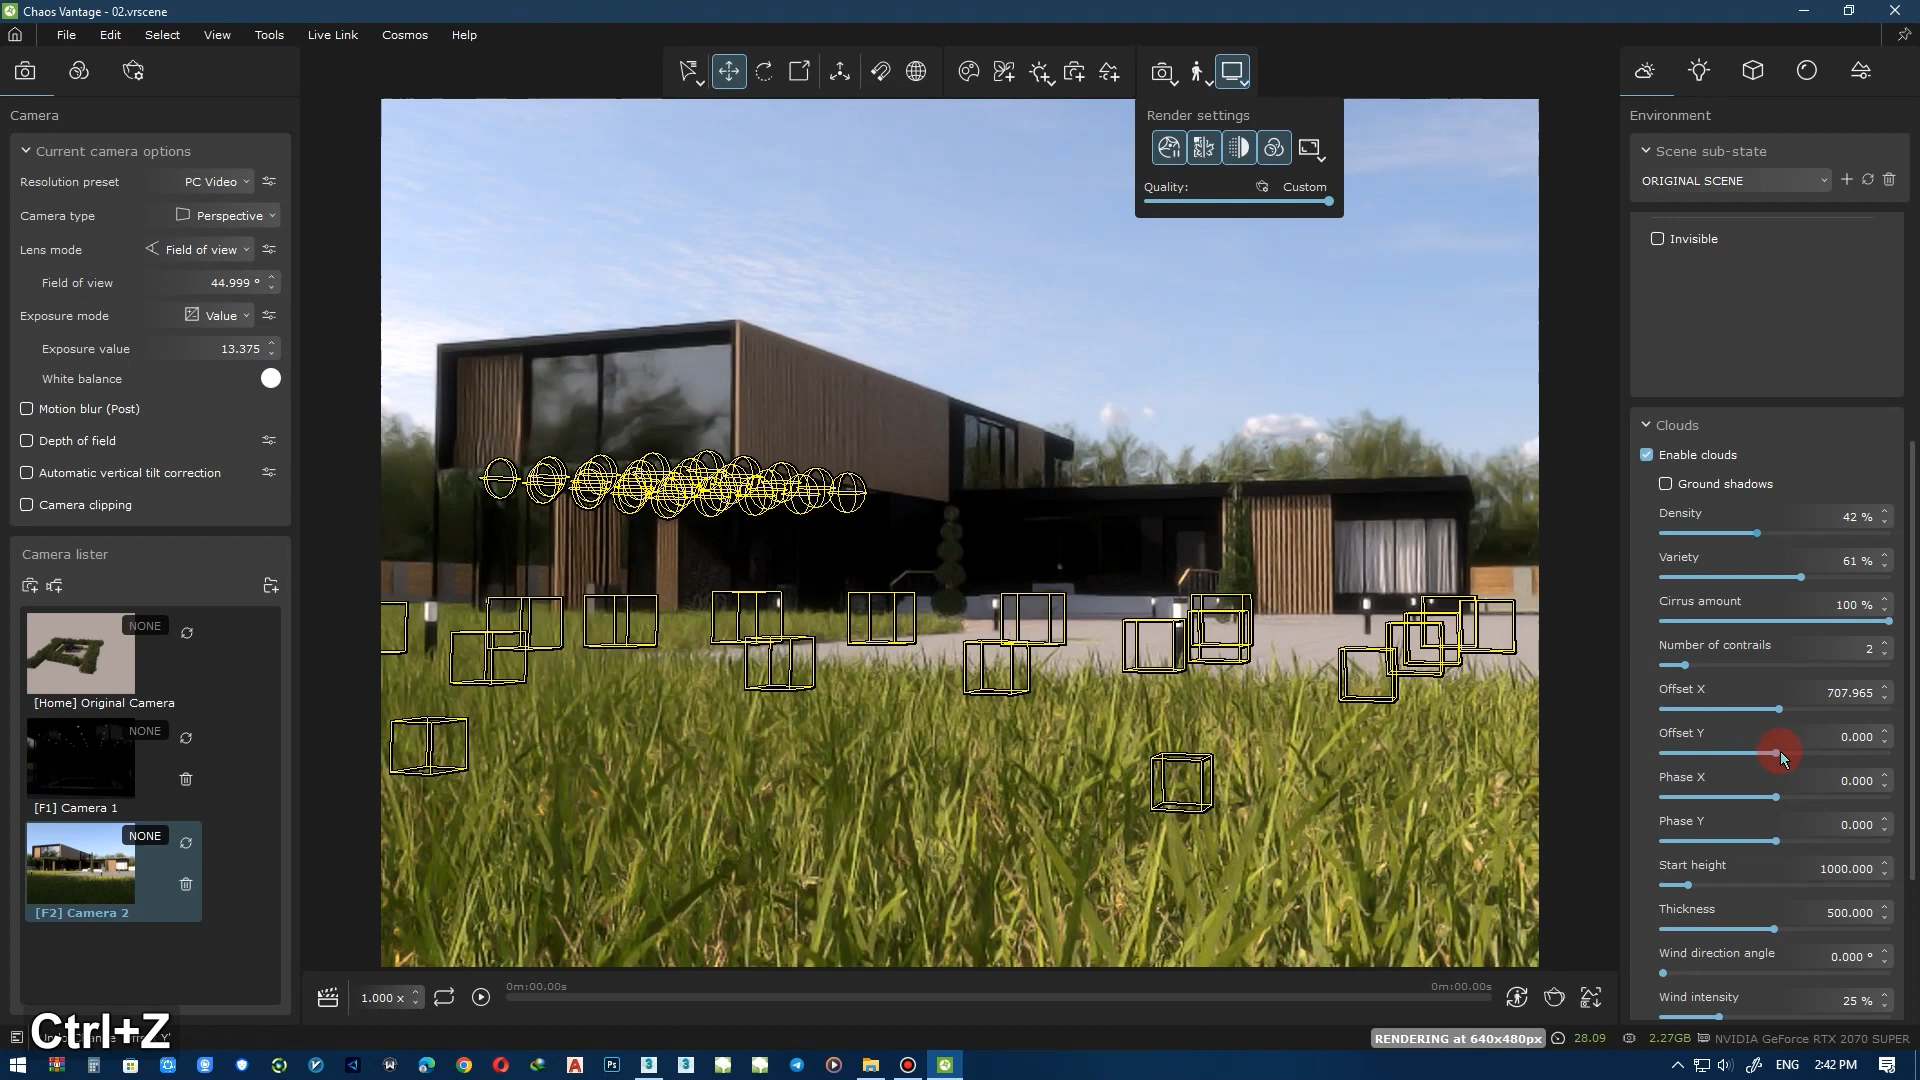 Chaos Vantage - 02.vrscene
File Edit Select View Tools Live Link Cosmos Help
Camera
Current camera options
Resolution preset PC Video
Camera type Perspective
Lens mode Field of view
Field of view 44.999 °
Exposure mode Value
Exposure value 13.375
White balance
Motion blur (Post)
Depth of field
Automatic vertical tilt correction
Camera clipping
Camera lister
NONE
[Home] Original Camera
NONE
[F1] Camera 1
NONE
[F2] Camera 2
Render settings
Quality: Custom
Environment
Scene sub-state
ORIGINAL SCENE
Invisible
Clouds
Enable clouds
Ground shadows
Density 42 %
Variety 61 %
Cirrus amount 100 %
Number of contrails 2
Offset X 707.965
Offset Y 0.000
Phase X 0.000
Phase Y 0.000
Start height 1000.000
Thickness 500.000
Wind direction angle 0.000 °
Wind intensity 25 %
1.000 x
0m:00.00s 0m:00.00s
Ctrl+Z
RENDERING at 640x480px 28.09 2.27GB NVIDIA GeForce RTX 2070 SUPER
ENG 2:42 PM